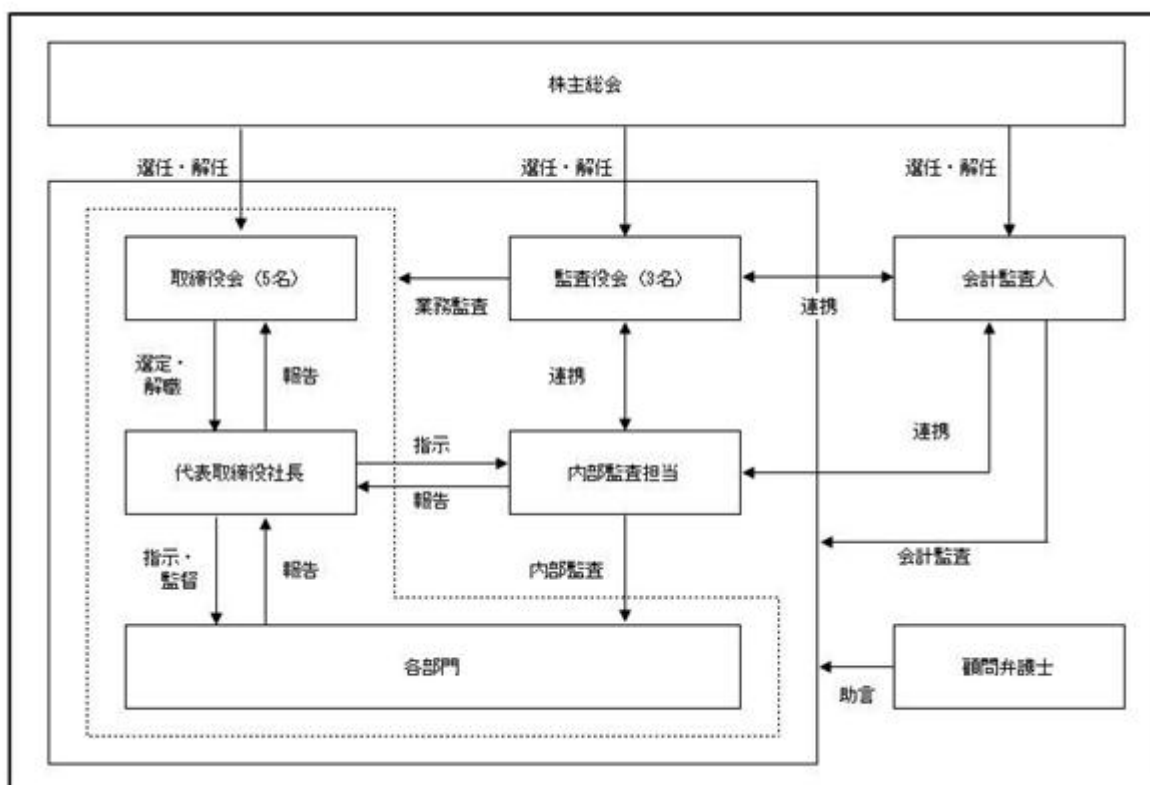 株主総会
選任・解任
選任・解任
選任・解任
取締役会（5名）
監査役会（3名）
会計監査人
業務監査
連携
選定・
解職
報告
連携
連携
代表取締役社長
指示
報告
内部監査担当
指示・
監督
報告
内部監査
会計監査
各部門
顧問弁護士
助言